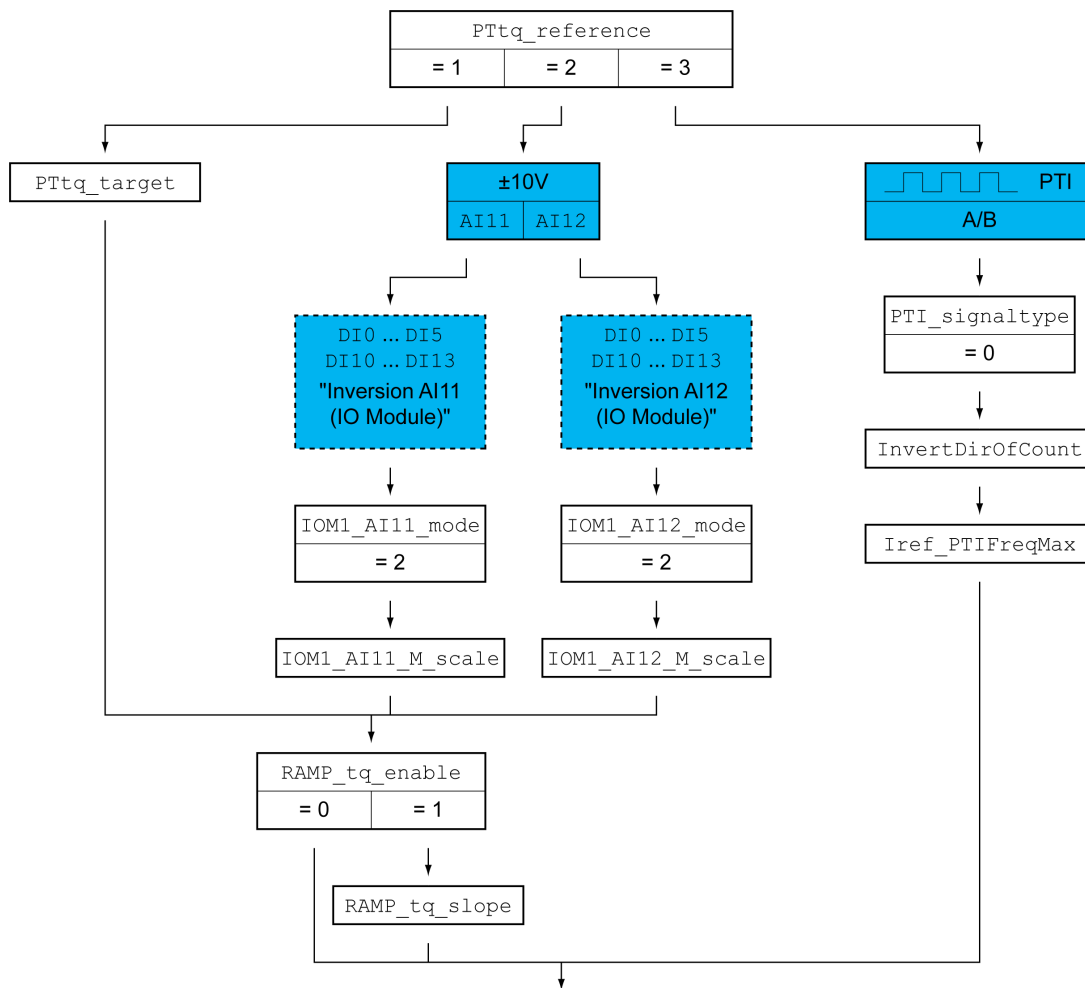 PTtq_reference
= 1 = 2 = 3
PTtq_target
±10V
AI11 AI12
PTI
A/B
DI0 ... DI5
DI10 ... DI13
"Inversion AI11
(IO Module)"
DI0 ... DI5
DI10 ... DI13
"Inversion AI12
(IO Module)"
PTI_signaltype
= 0
InvertDirOfCount
IOM1_AI11_mode
= 2
IOM1_AI12_mode
= 2
Iref_PTIFreqMax
IOM1_AI11_M_scale
IOM1_AI12_M_scale
RAMP_tq_enable
= 0 = 1
RAMP_tq_slope